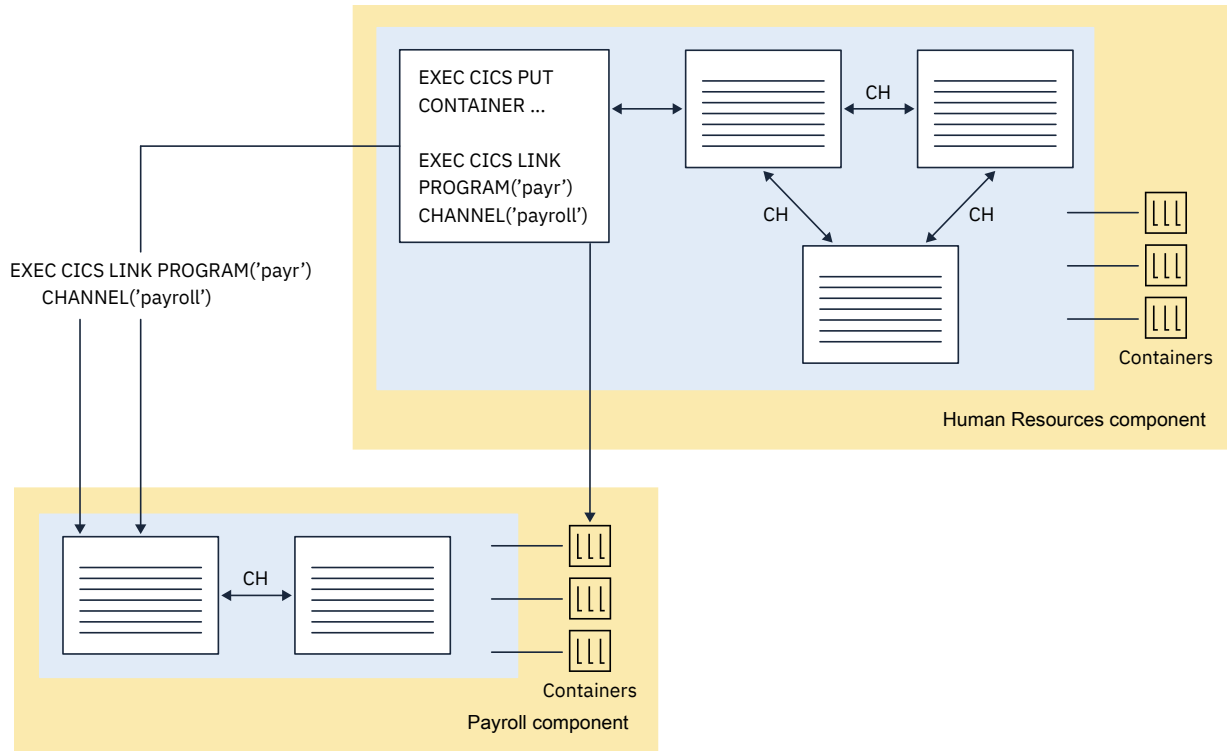 EXEC CICS PUT
CONTAINER ...
EXEC CICS LINK
PROGRAM(’payr’)
CHANNEL(’payroll’)
CH
CH
CH
Containers
Human Resources component
EXEC CICS LINK PROGRAM(’payr’)
CHANNEL(’payroll’)
CH
Containers
Payroll component